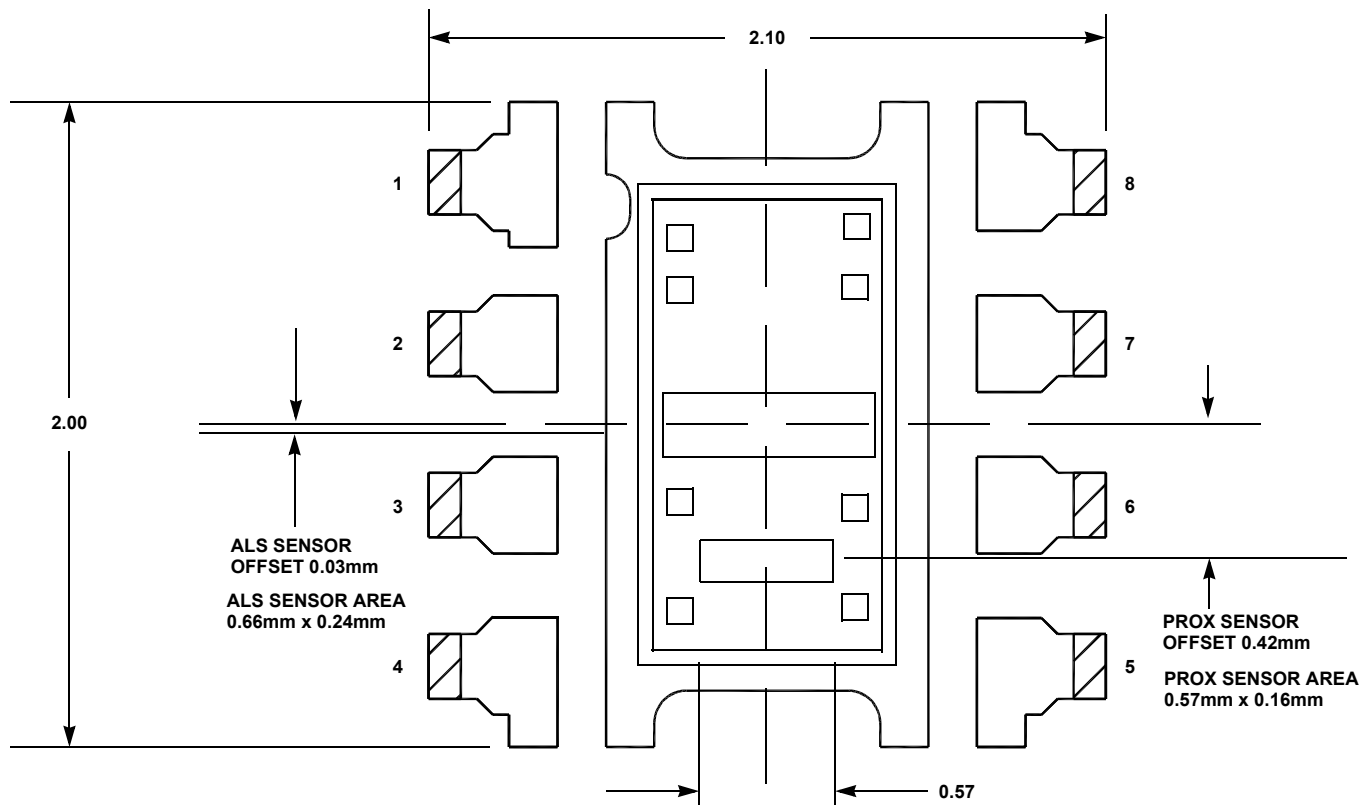 2.10
1
8
2
7
2.00
3
6
ALS SENSOR
OFFSET 0.03mm
ALS SENSOR AREA
0.66mm x 0.24mm
PROX SENSOR
OFFSET 0.42mm
4
5
PROX SENSOR AREA
0.57mm x 0.16mm
0.57